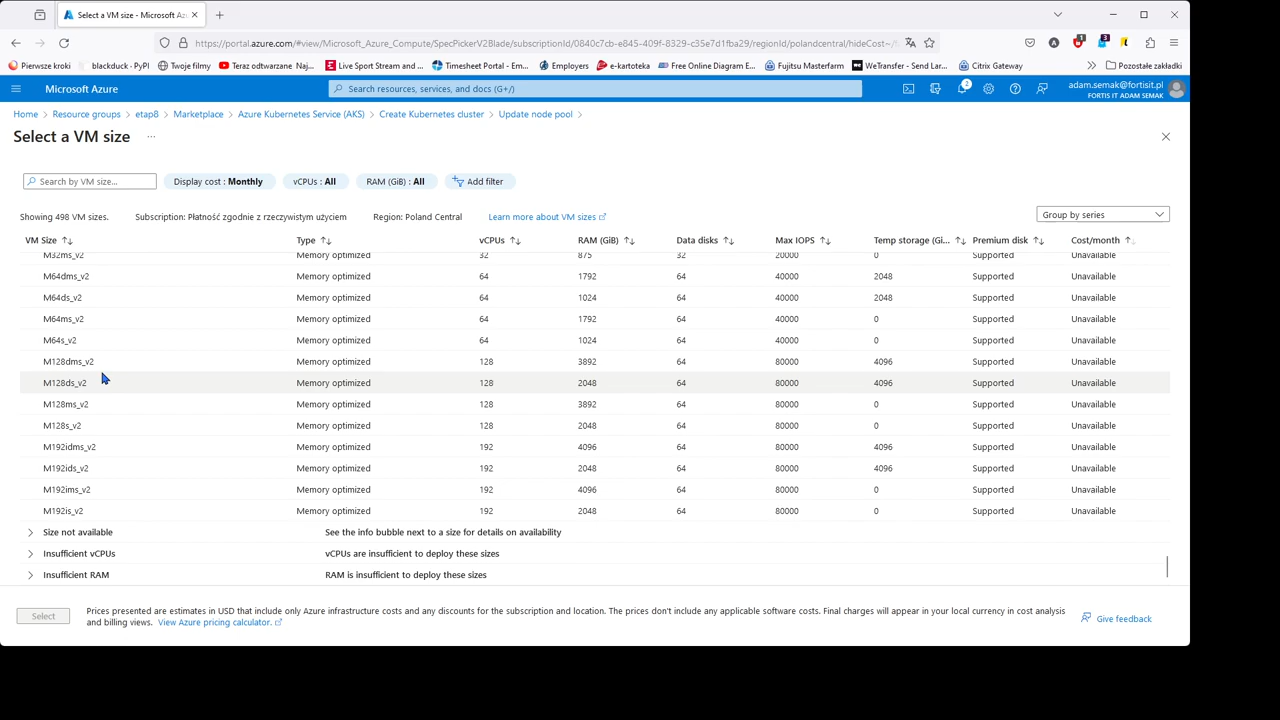 Select a VM size - Microsoft Az
https://portal.azure.com/#view/Microsoft_Azure_Compute/SpecPickerV2Blade/subscriptionId/0840c7cb-e845-409f-8329-c35e7d1fba29/regionId/polandcentral/hideCost~/
Pierwsze kroki blackduck · PyPI Twoje filmy Teraz odtwarzane: Naj... Live Sport Stream and ... Timesheet Portal - Em... Employers e-kartoteka Free Online Diagram E... Fujitsu Masterfarm WeTransfer - Send Lar... Citrix Gateway Pozostałe zakładki
Microsoft Azure Search resources, services, and docs (G+/) 2 adam.semak@fortisit.pl
FORTIS IT ADAM SEMAK
Home > Resource groups > etap8 > Marketplace > Azure Kubernetes Service (AKS) > Create Kubernetes cluster > Update node pool >
Select a VM size ...
Search by VM size... Display cost : Monthly vCPUs : All RAM (GiB) : All Add filter
Showing 498 VM sizes. Subscription: Płatność zgodnie z rzeczywistym użyciem Region: Poland Central Learn more about VM sizes Group by series
VM Size Type vCPUs RAM (GiB) Data disks Max IOPS Temp storage (Gi... Premium disk Cost/month
M32ms_v2 Memory optimized 32 875 32 20000 0 Supported Unavailable
M64dms_v2 Memory optimized 64 1792 64 40000 2048 Supported Unavailable
M64ds_v2 Memory optimized 64 1024 64 40000 2048 Supported Unavailable
M64ms_v2 Memory optimized 64 1792 64 40000 0 Supported Unavailable
M64s_v2 Memory optimized 64 1024 64 40000 0 Supported Unavailable
M128dms_v2 Memory optimized 128 3892 64 80000 4096 Supported Unavailable
M128ds_v2 Memory optimized 128 2048 64 80000 4096 Supported Unavailable
M128ms_v2 Memory optimized 128 3892 64 80000 0 Supported Unavailable
M128s_v2 Memory optimized 128 2048 64 80000 0 Supported Unavailable
M192idms_v2 Memory optimized 192 4096 64 80000 4096 Supported Unavailable
M192ids_v2 Memory optimized 192 2048 64 80000 4096 Supported Unavailable
M192ims_v2 Memory optimized 192 4096 64 80000 0 Supported Unavailable
M192is_v2 Memory optimized 192 2048 64 80000 0 Supported Unavailable
Size not available See the info bubble next to a size for details on availability
Insufficient vCPUs vCPUs are insufficient to deploy these sizes
Insufficient RAM RAM is insufficient to deploy these sizes
Select Prices presented are estimates in USD that include only Azure infrastructure costs and any discounts for the subscription and location. The prices don't include any applicable software costs. Final charges will appear in your local currency in cost analysis
and billing views. View Azure pricing calculator. Give feedback